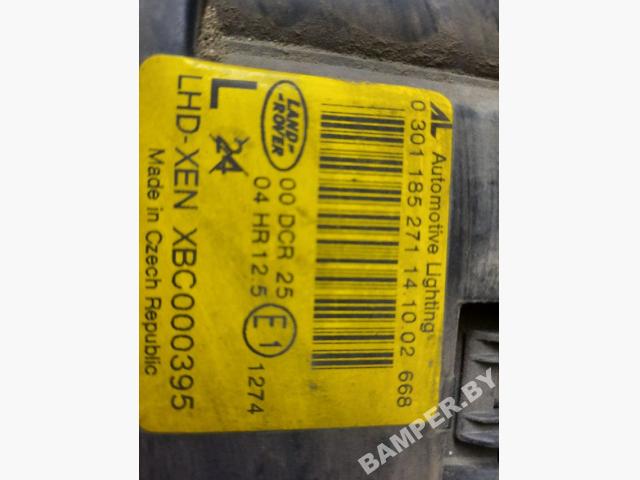 AL Automotive Lighting
0 301 185 271 14.10.02 668
LAND-
-ROVER
00 DCR 25
04 HR12.5
E1
1274
L
24
LHD-XEN XBC000395
Made in Czech Republic
BAMPER.BY